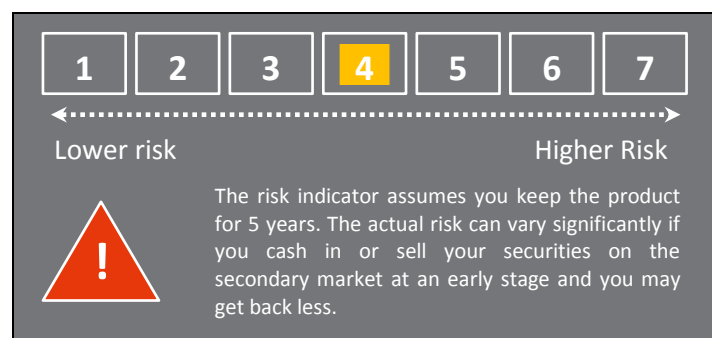 1 2 3 4 5 6 7
Lower risk Higher Risk
!
The risk indicator assumes you keep the product
for 5 years. The actual risk can vary significantly if
you cash in or sell your securities on the
secondary market at an early stage and you may
get back less.